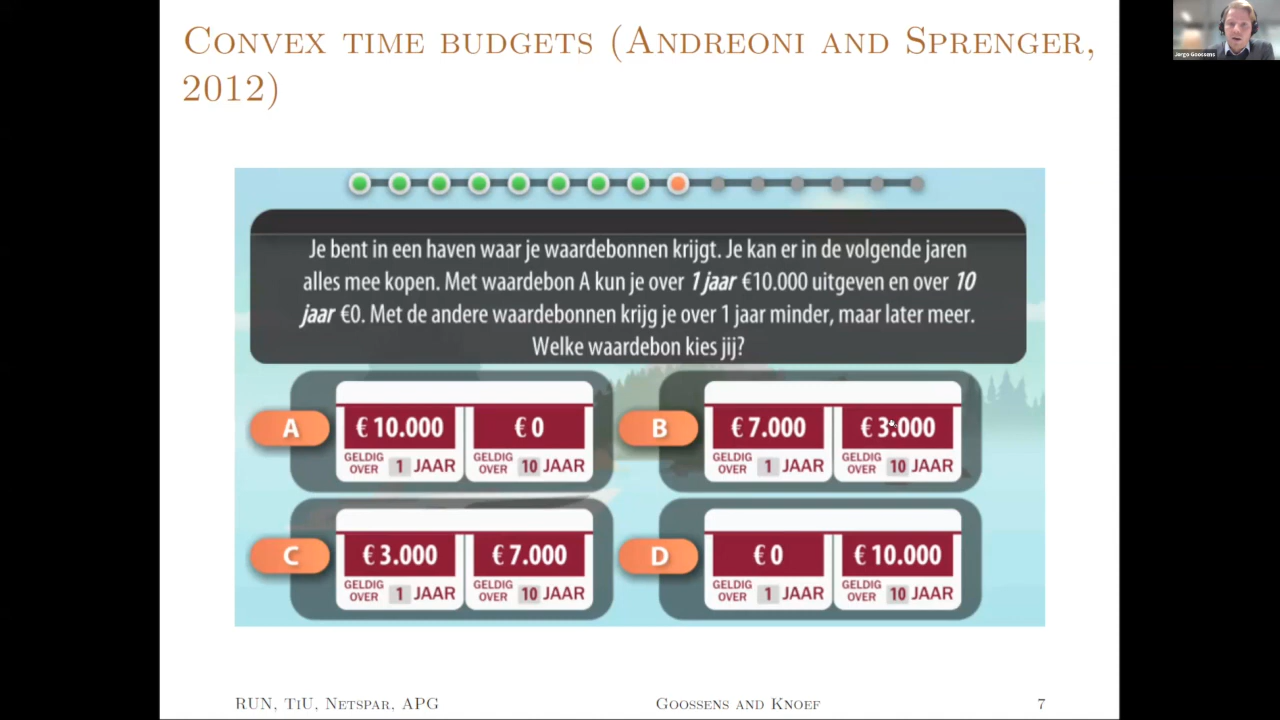 Convex time budgets (Andreoni and Sprenger,
2012)
Jorgo Goossens
Je bent in een haven waar je waardebonnen krijgt. Je kan er in de volgende jaren
alles mee kopen. Met waardebon A kun je over 1 jaar €10.000 uitgeven en over 10
jaar €0. Met de andere waardebonnen krijg je over 1 jaar minder, maar later meer.
Welke waardebon kies jij?
A
€ 10.000
GELDIG OVER 1 JAAR
€ 0
GELDIG OVER 10 JAAR
B
€ 7.000
GELDIG OVER 1 JAAR
€ 3.000
GELDIG OVER 10 JAAR
C
€ 3.000
GELDIG OVER 1 JAAR
€ 7.000
GELDIG OVER 10 JAAR
D
€ 0
GELDIG OVER 1 JAAR
€ 10.000
GELDIG OVER 10 JAAR
RUN, TiU, Netspar, APG
Goossens and Knoef
7